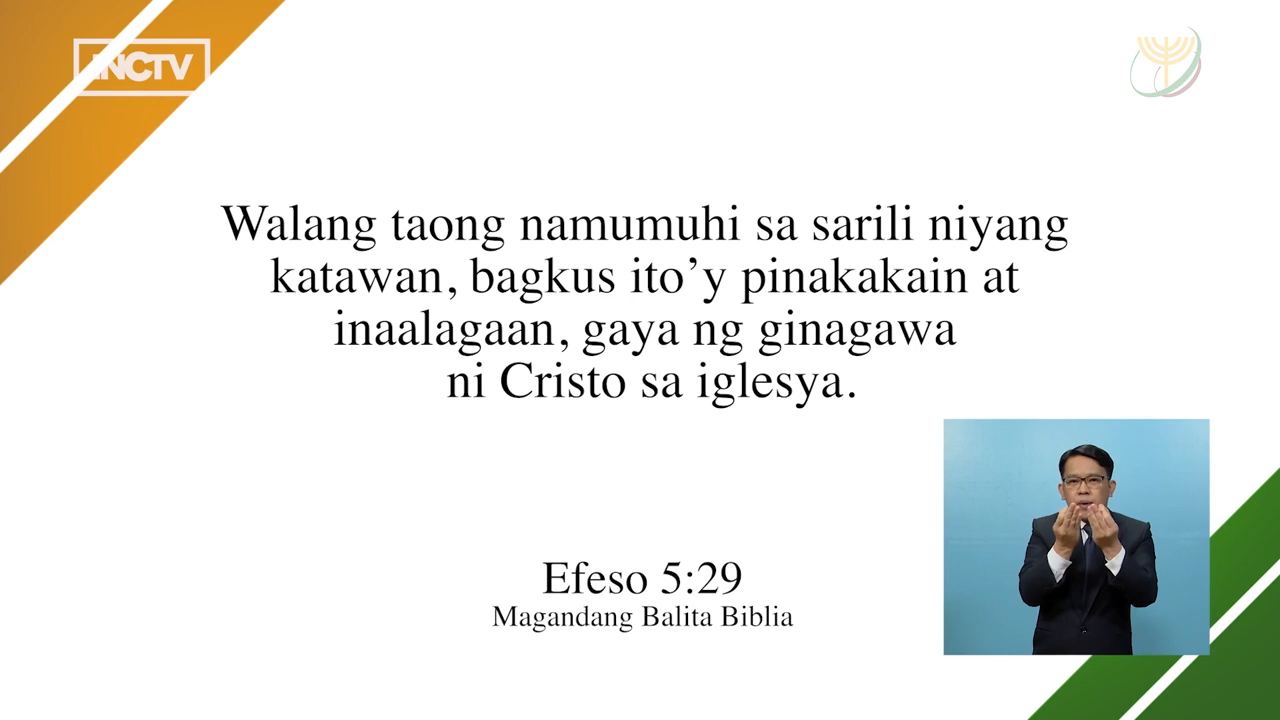 INCTV
Walang taong namumuhi sa sarili niyang
katawan, bagkus ito’y pinakakain at
inaalagaan, gaya ng ginagawa
ni Cristo sa iglesya.
Efeso 5:29
Magandang Balita Biblia